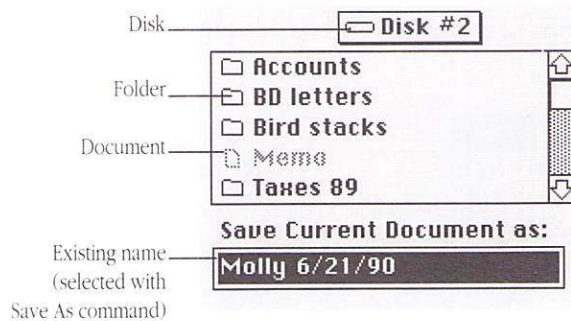 Disk
Disk #2
Accounts
Folder
BD letters
Bird stacks
Document
Memo
Taxes 89
Save Current Document as:
Existing name
(selected with
Save As command)
Molly 6/21/90